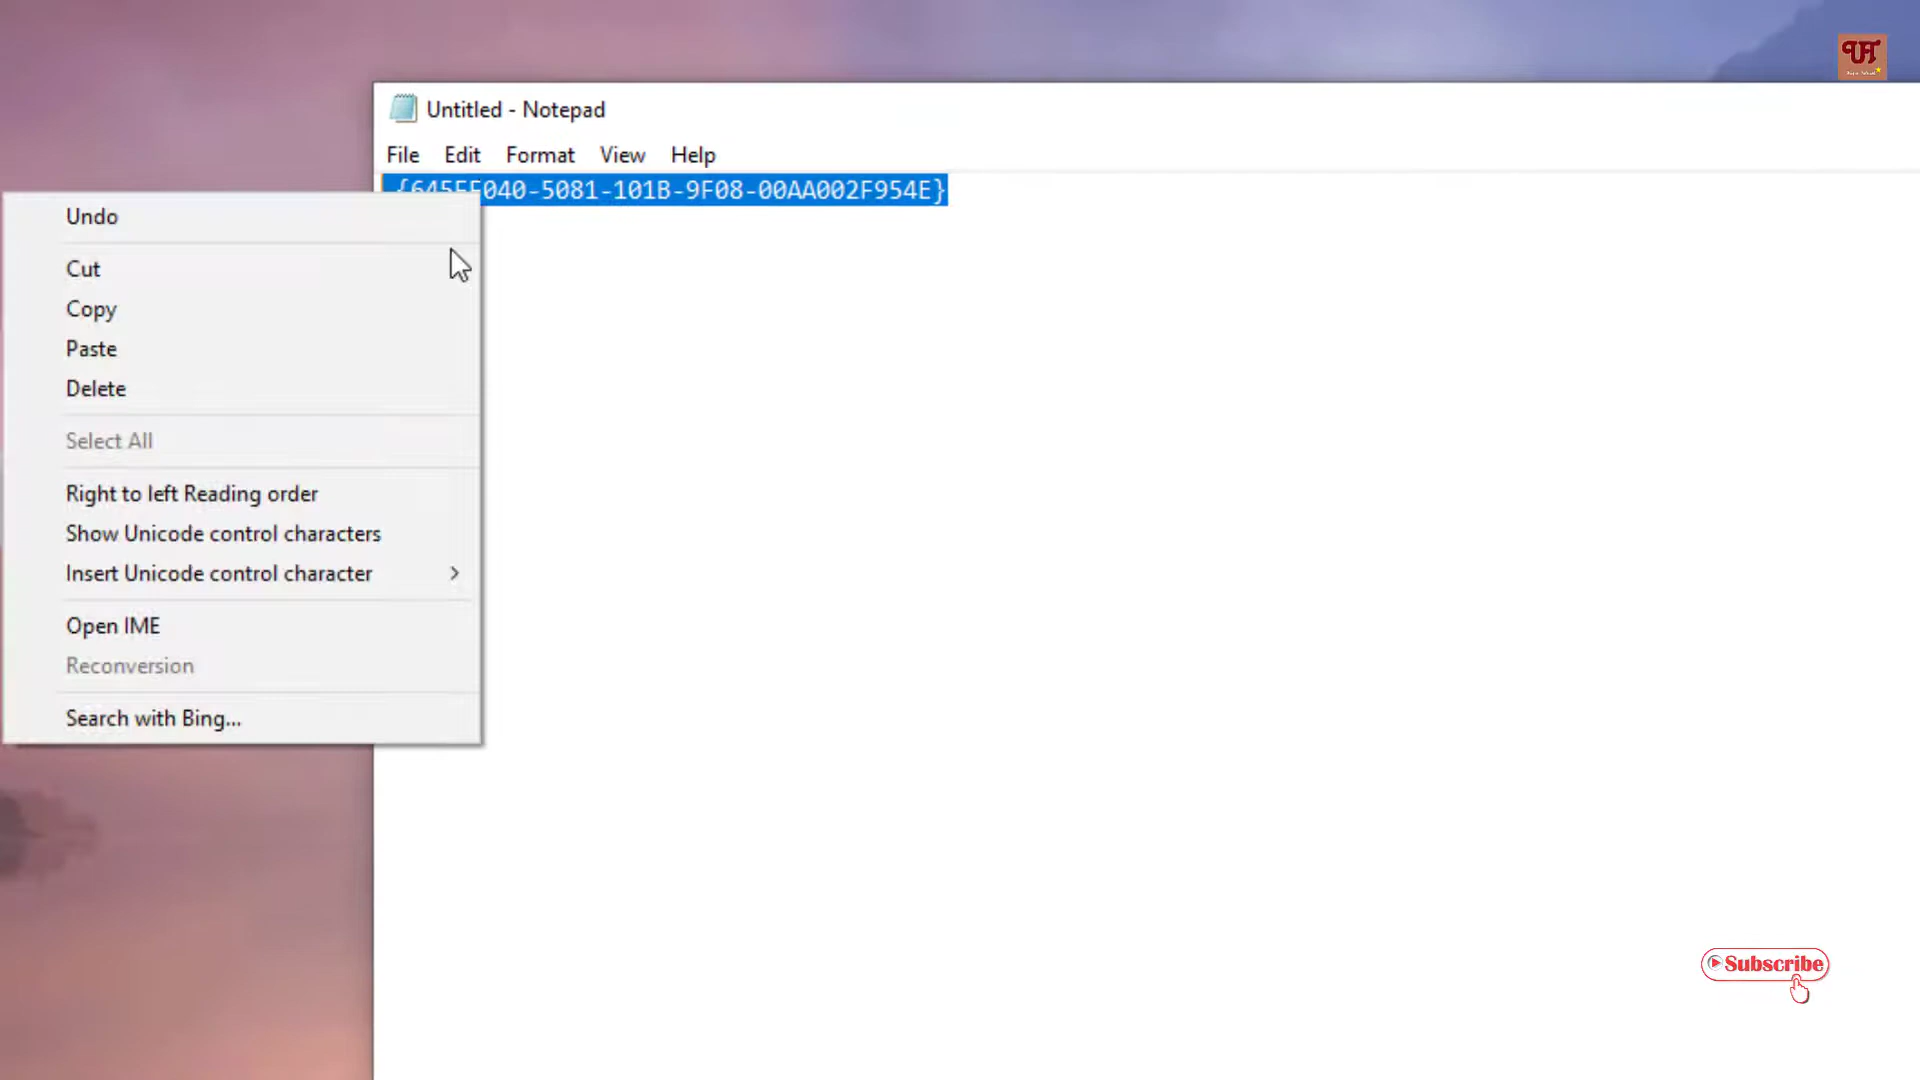 Untitled - Notepad
File Edit Format View Help
{645FF040-5081-101B-9F08-00AA002F954E}
Undo
Cut
Copy
Paste
Delete
Select All
Right to left Reading order
Show Unicode control characters
Insert Unicode control character
Open IME
Reconversion
Search with Bing...
Subscribe